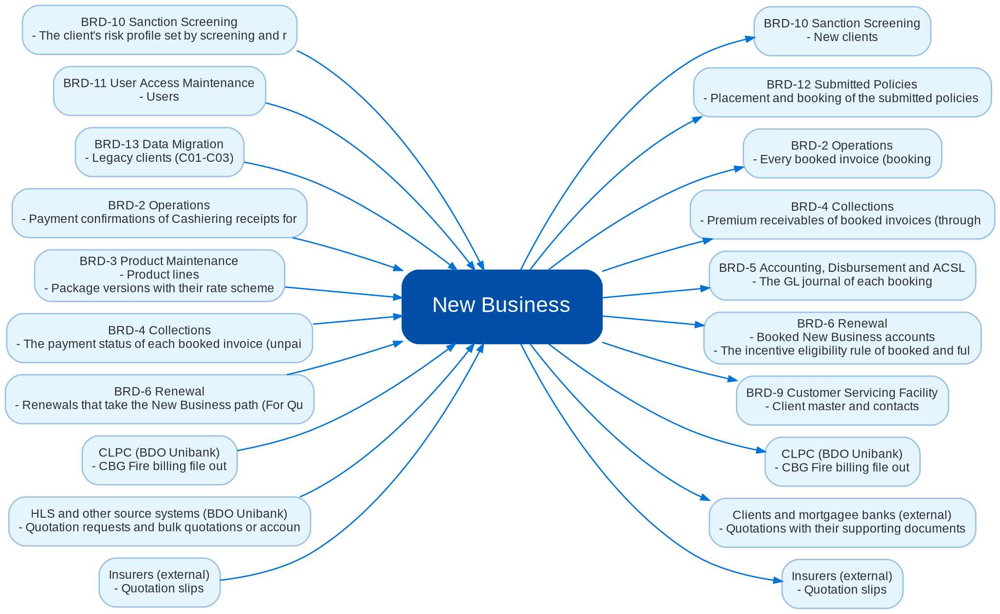 BRD-10 Sanction Screening
- The client's risk profile set by screening and r
BRD-11 User Access Maintenance
- Users
BRD-13 Data Migration
- Legacy clients (C01-C03)
BRD-2 Operations
- Payment confirmations of Cashiering receipts for
BRD-3 Product Maintenance
- Product lines
- Package versions with their rate scheme
BRD-4 Collections
- The payment status of each booked invoice (unpai
BRD-6 Renewal
- Renewals that take the New Business path (For Qu
CLPC (BDO Unibank)
- CBG Fire billing file out
HLS and other source systems (BDO Unibank)
- Quotation requests and bulk quotations or accoun
Insurers (external)
- Quotation slips
New Business
BRD-10 Sanction Screening
- New clients
BRD-12 Submitted Policies
- Placement and booking of the submitted policies
BRD-2 Operations
- Every booked invoice (booking
BRD-4 Collections
- Premium receivables of booked invoices (through
BRD-5 Accounting, Disbursement and ACSL
- The GL journal of each booking
BRD-6 Renewal
- Booked New Business accounts
- The incentive eligibility rule of booked and ful
BRD-9 Customer Servicing Facility
- Client master and contacts
CLPC (BDO Unibank)
- CBG Fire billing file out
Clients and mortgagee banks (external)
- Quotations with their supporting documents
Insurers (external)
- Quotation slips